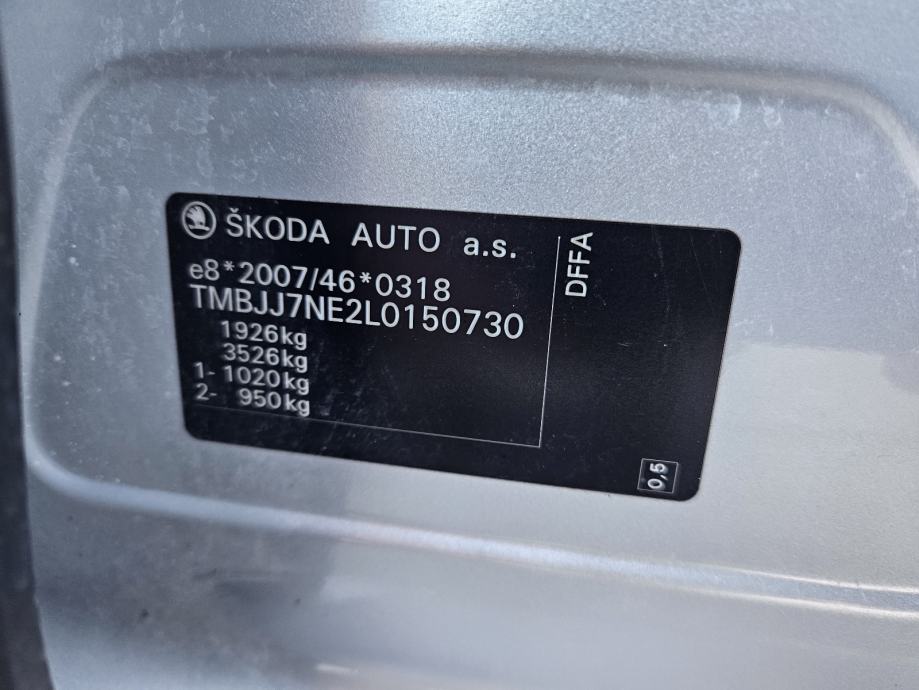 ŠKODA AUTO a.s.
e8*2007/46*0318
TMBJJ7NE2L0150730
1926kg
3526kg
1- 1020kg
2- 950kg
DFFA
0,5